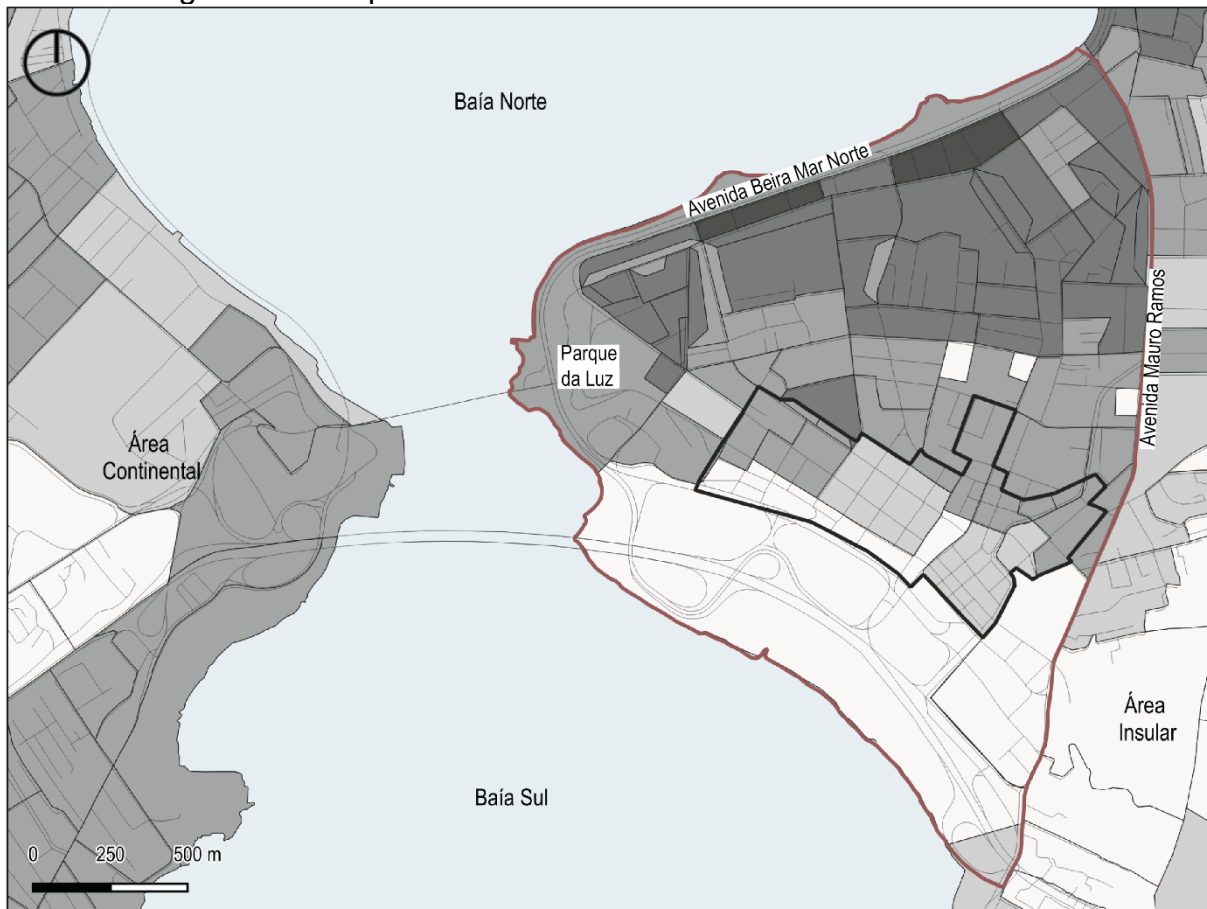 Baía Norte
Avenida Beira Mar Norte
Avenida Mauro Ramos
Parque
da Luz
Área
Continental
Área
Insular
Baía Sul
0 250 500 m